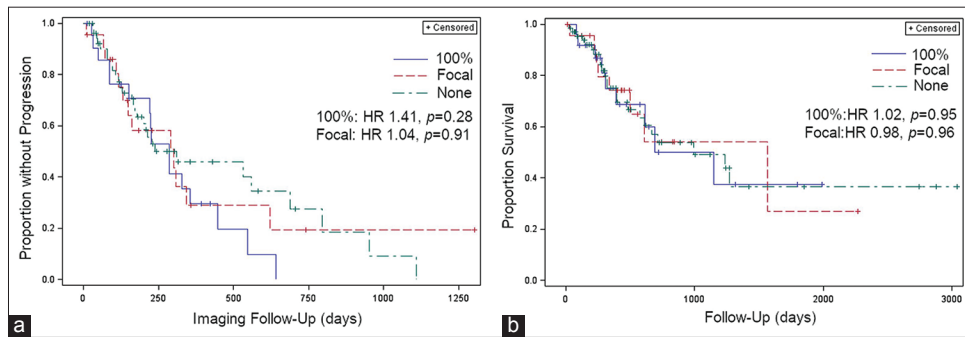 1.0
0.8
0.6
0.4
0.2
0.0
Proportion without Progression
+ Censored
100%
Focal
None
100%: HR 1.41, p=0.28
Focal: HR 1.04, p=0.91
0
250
500
750
1000
1250
Imaging Follow-Up (days)
a
1.0
0.8
0.6
0.4
0.2
0.0
Proportion Survival
+ Censored
100%
Focal
None
100%:HR 1.02, p=0.95
Focal:HR 0.98, p=0.96
0
1000
2000
3000
Follow-Up (days)
b